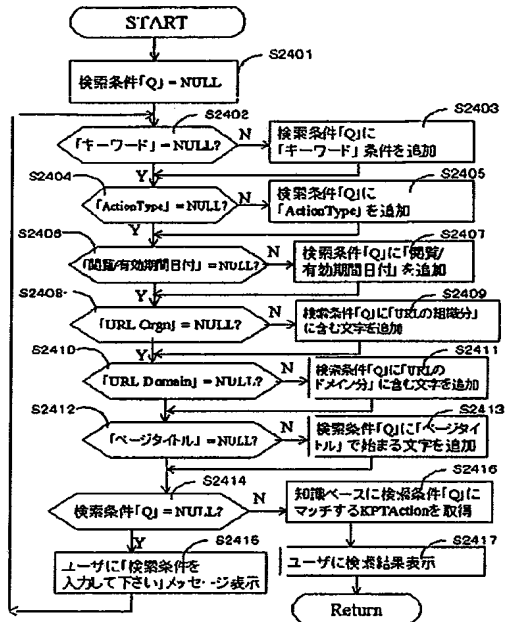 START
S2401
検索条件「Q」= NULL
S2402
「キーワード」= NULL?
N
S2403
検索条件「Q」に
「キーワード」条件を追加
Y
S2404
「ActionType」= NULL?
N
S2405
検索条件「Q」に
「ActionType」を追加
Y
S2406
「閲覧/有効期間日付」= NULL?
N
S2407
検索条件「Q」に「閲覧/
有効期間日付」を追加
Y
S2408
「URL Orgn」= NULL?
N
S2409
検索条件「Q」に「URLの組織分」
に含む文字を追加
Y
S2410
「URL Domain」= NULL?
N
S2411
検索条件「Q」に「URLの
ドメイン分」に含む文字を追加
S2412
「ページタイトル」= NULL?
N
S2413
検索条件「Q」に「ページタイ
トル」で始まる文字を追加
S2414
検索条件「Q」= NULL?
N
S2416
知識ベースに検索条件「Q」に
マッチするKPTActionを取得
Y
S2415
ユーザに「検索条件を
入力して下さい」メッセージ表示
S2417
ユーザに検索結果表示
Return